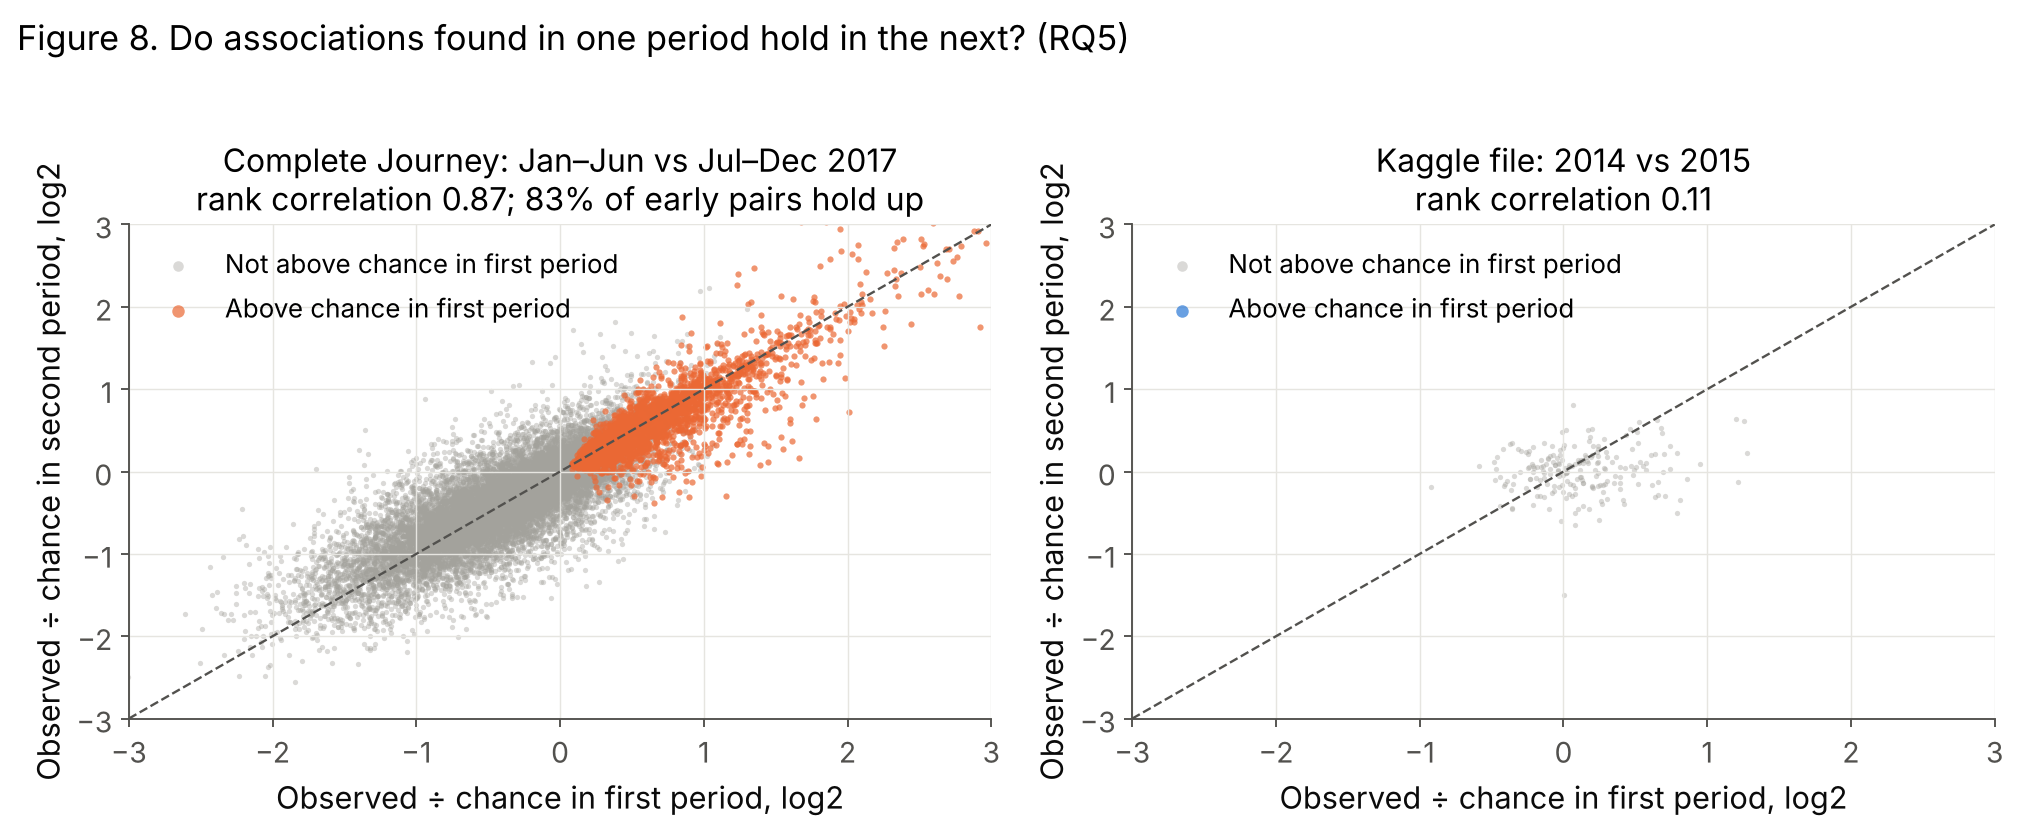 Figure 8. Do associations found in one period hold in the next? (RQ5)
Complete Journey: Jan–Jun vs Jul–Dec 2017
rank correlation 0.87; 83% of early pairs hold up
Observed ÷ chance in second period, log2
3
2
1
0
−1
−2
−3
Not above chance in first period
Above chance in first period
−3 −2 −1 0 1 2 3
Observed ÷ chance in first period, log2
Kaggle file: 2014 vs 2015
rank correlation 0.11
Observed ÷ chance in second period, log2
3
2
1
0
−1
−2
−3
Not above chance in first period
Above chance in first period
−3 −2 −1 0 1 2 3
Observed ÷ chance in first period, log2